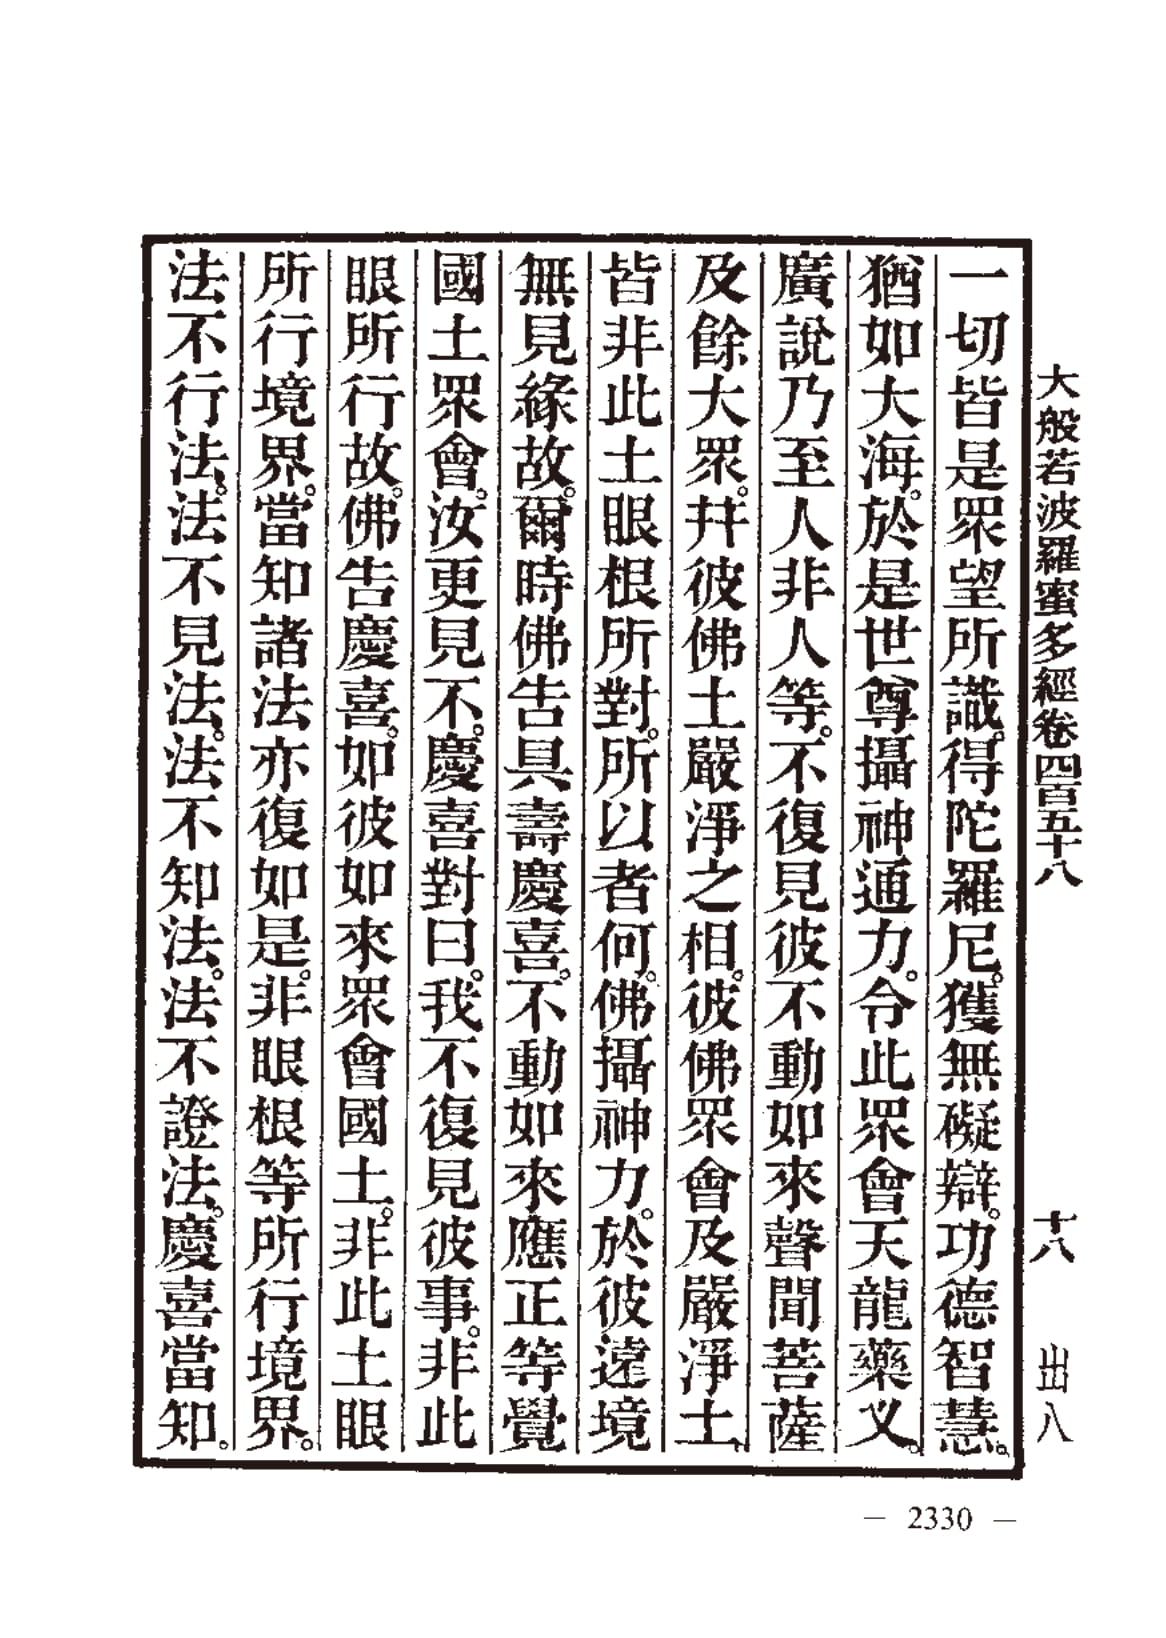 大般若波羅蜜多經卷四百五十八　十八　出八
一切皆是眾望所識。得陀羅尼。獲無礙辯。功德智慧。
猶如大海。於是世尊攝神通力。令此眾會天龍藥叉。
廣說乃至人非人等。不復見彼不動如來聲聞菩薩
及餘大眾。幷彼佛土嚴淨之相。彼佛眾會及嚴淨土。
皆非此土眼根所對。所以者何。佛攝神力。於彼遠境
無見緣故。爾時佛告具壽慶喜。不動如來應正等覺
國土眾會。汝更見不。慶喜對曰。我不復見彼事。非此
眼所行故。佛告慶喜。如彼如來眾會國土。非此土眼
所行境界。當知諸法亦復如是。非眼根等所行境界。
法不行法。法不見法。法不知法。法不證法。慶喜當知。
— 2330 —